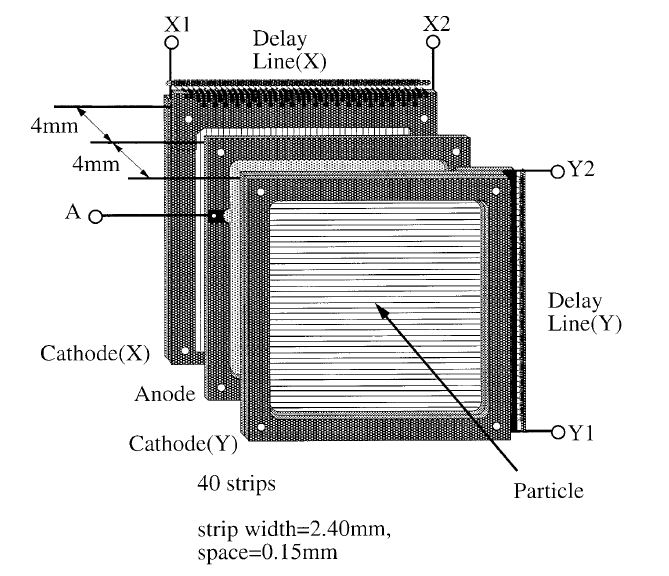 X1
X2
Delay
Line(X)
4mm
4mm
Y2
A
Delay
Line(Y)
Cathode(X)
Anode
Cathode(Y)
Y1
40 strips
Particle
strip width=2.40mm,
space=0.15mm